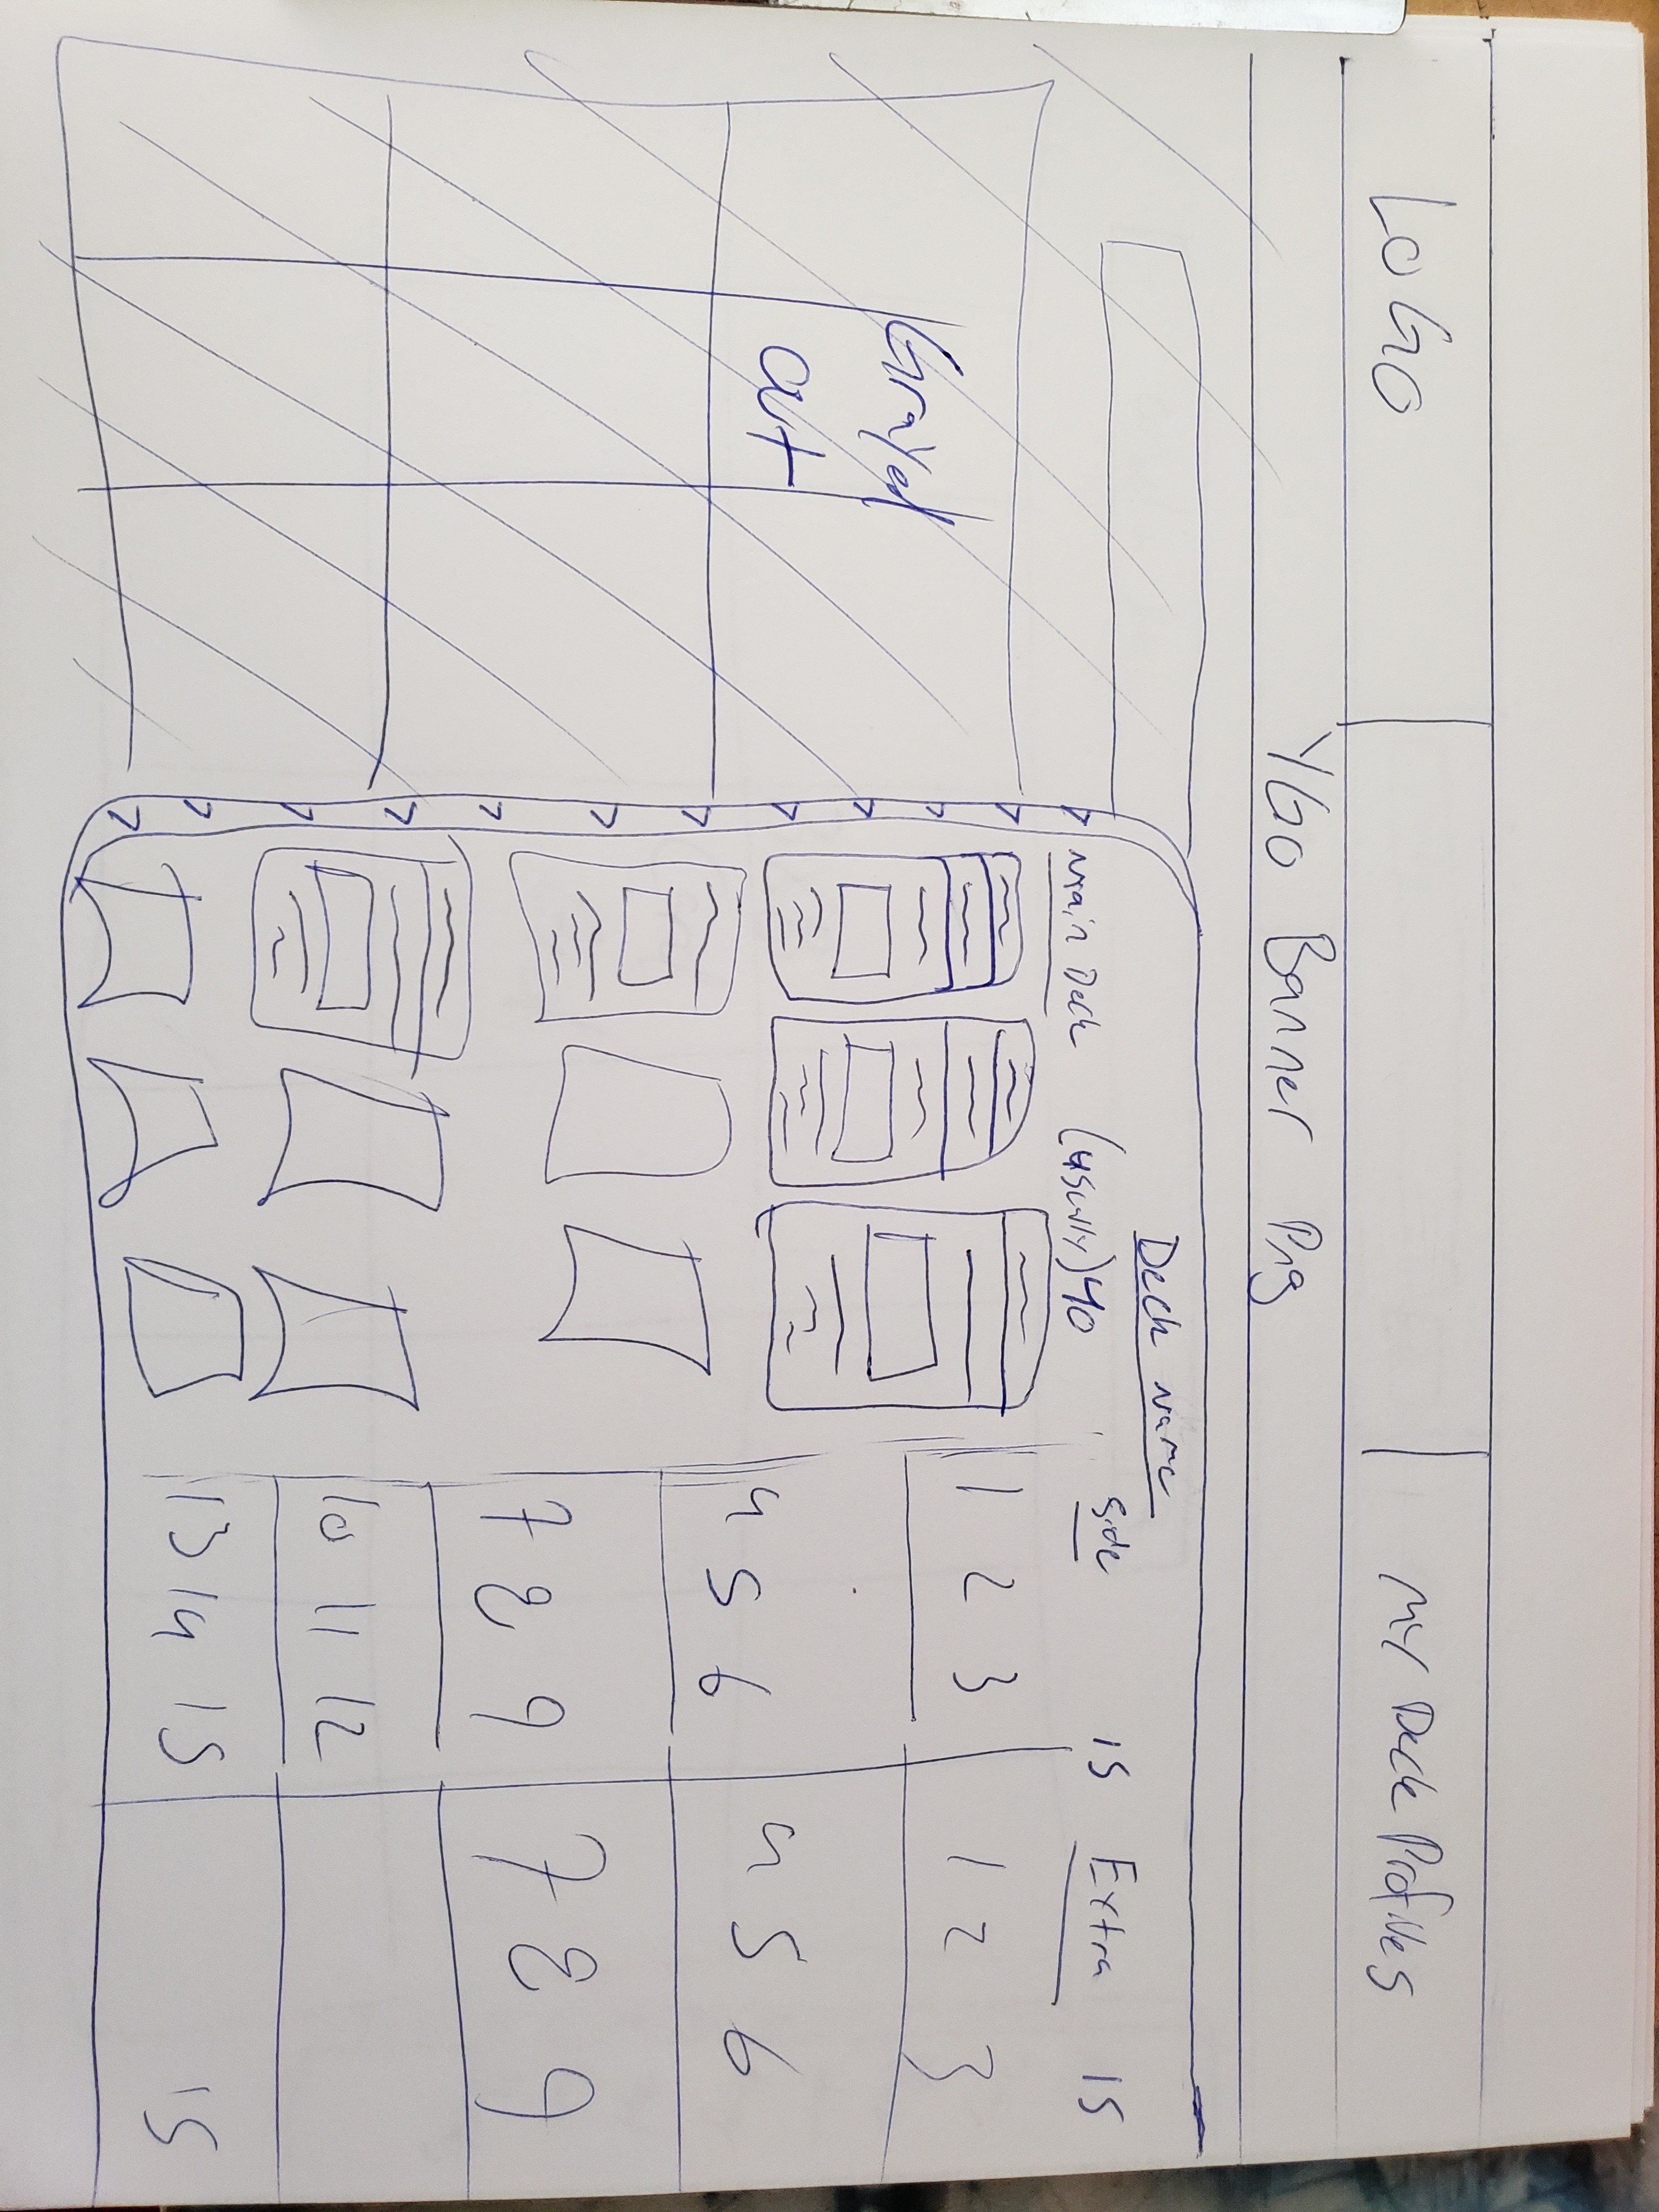 LoGo
My Deck Profiles
YGo Banner Png
Deck Name
Main Deck (usually) 40
Side 15
Extra 15
Grayed
out
1 2 3
4 5 6
7 8 9
10 11 12
13 14 15
1 2 3
4 5 6
7 8 9
15